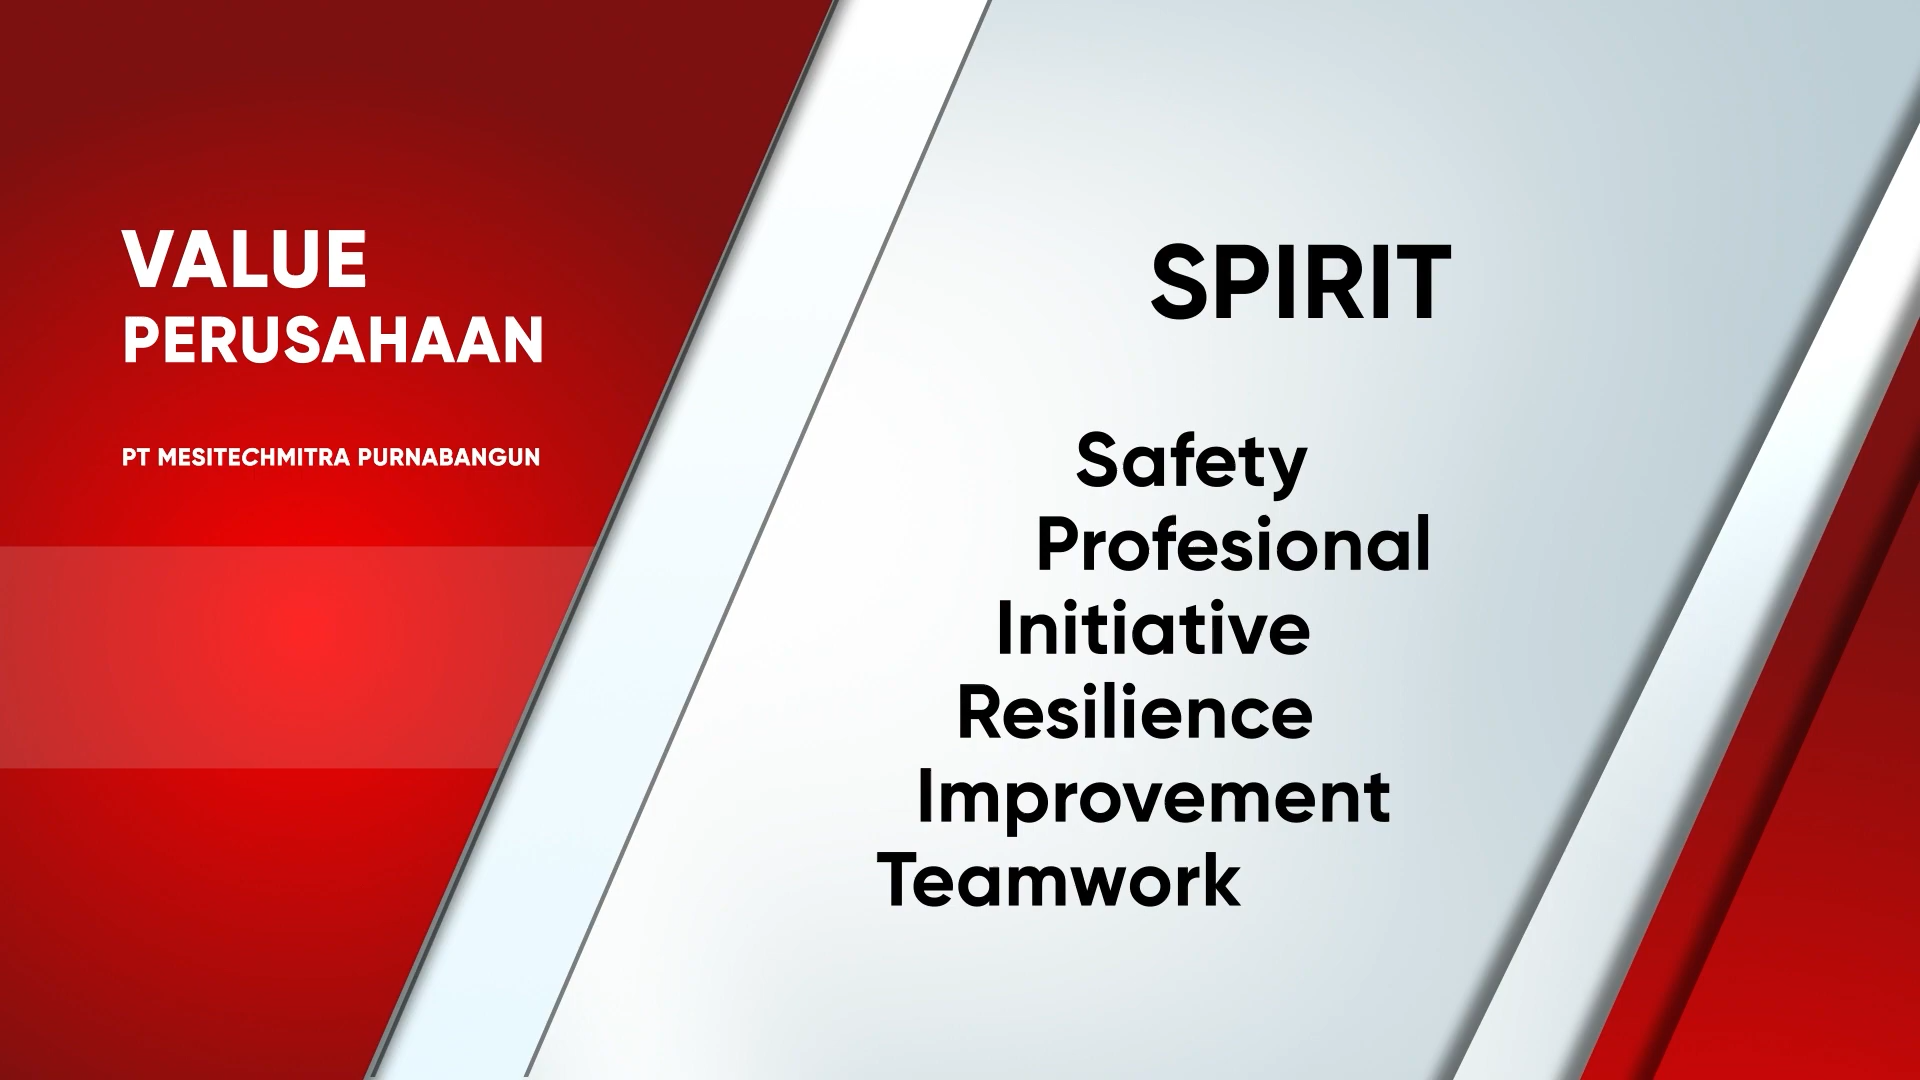 VALUE
PERUSAHAAN
PT MESITECHMITRA PURNABANGUN
SPIRIT
Safety
Profesional
Initiative
Resilience
Improvement
Teamwork